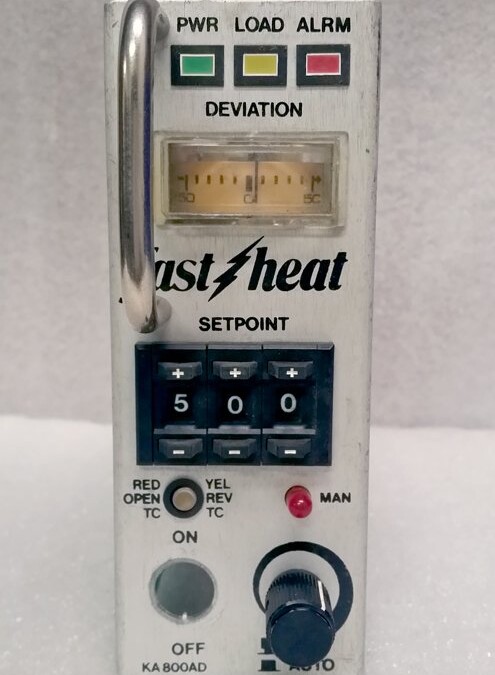 PWR LOAD ALRM
DEVIATION
fast heat
SETPOINT
+ + +
5 0 0
- - -
RED YEL
OPEN REV
TC TC
MAN
ON
OFF
KA 800AD
AUTO